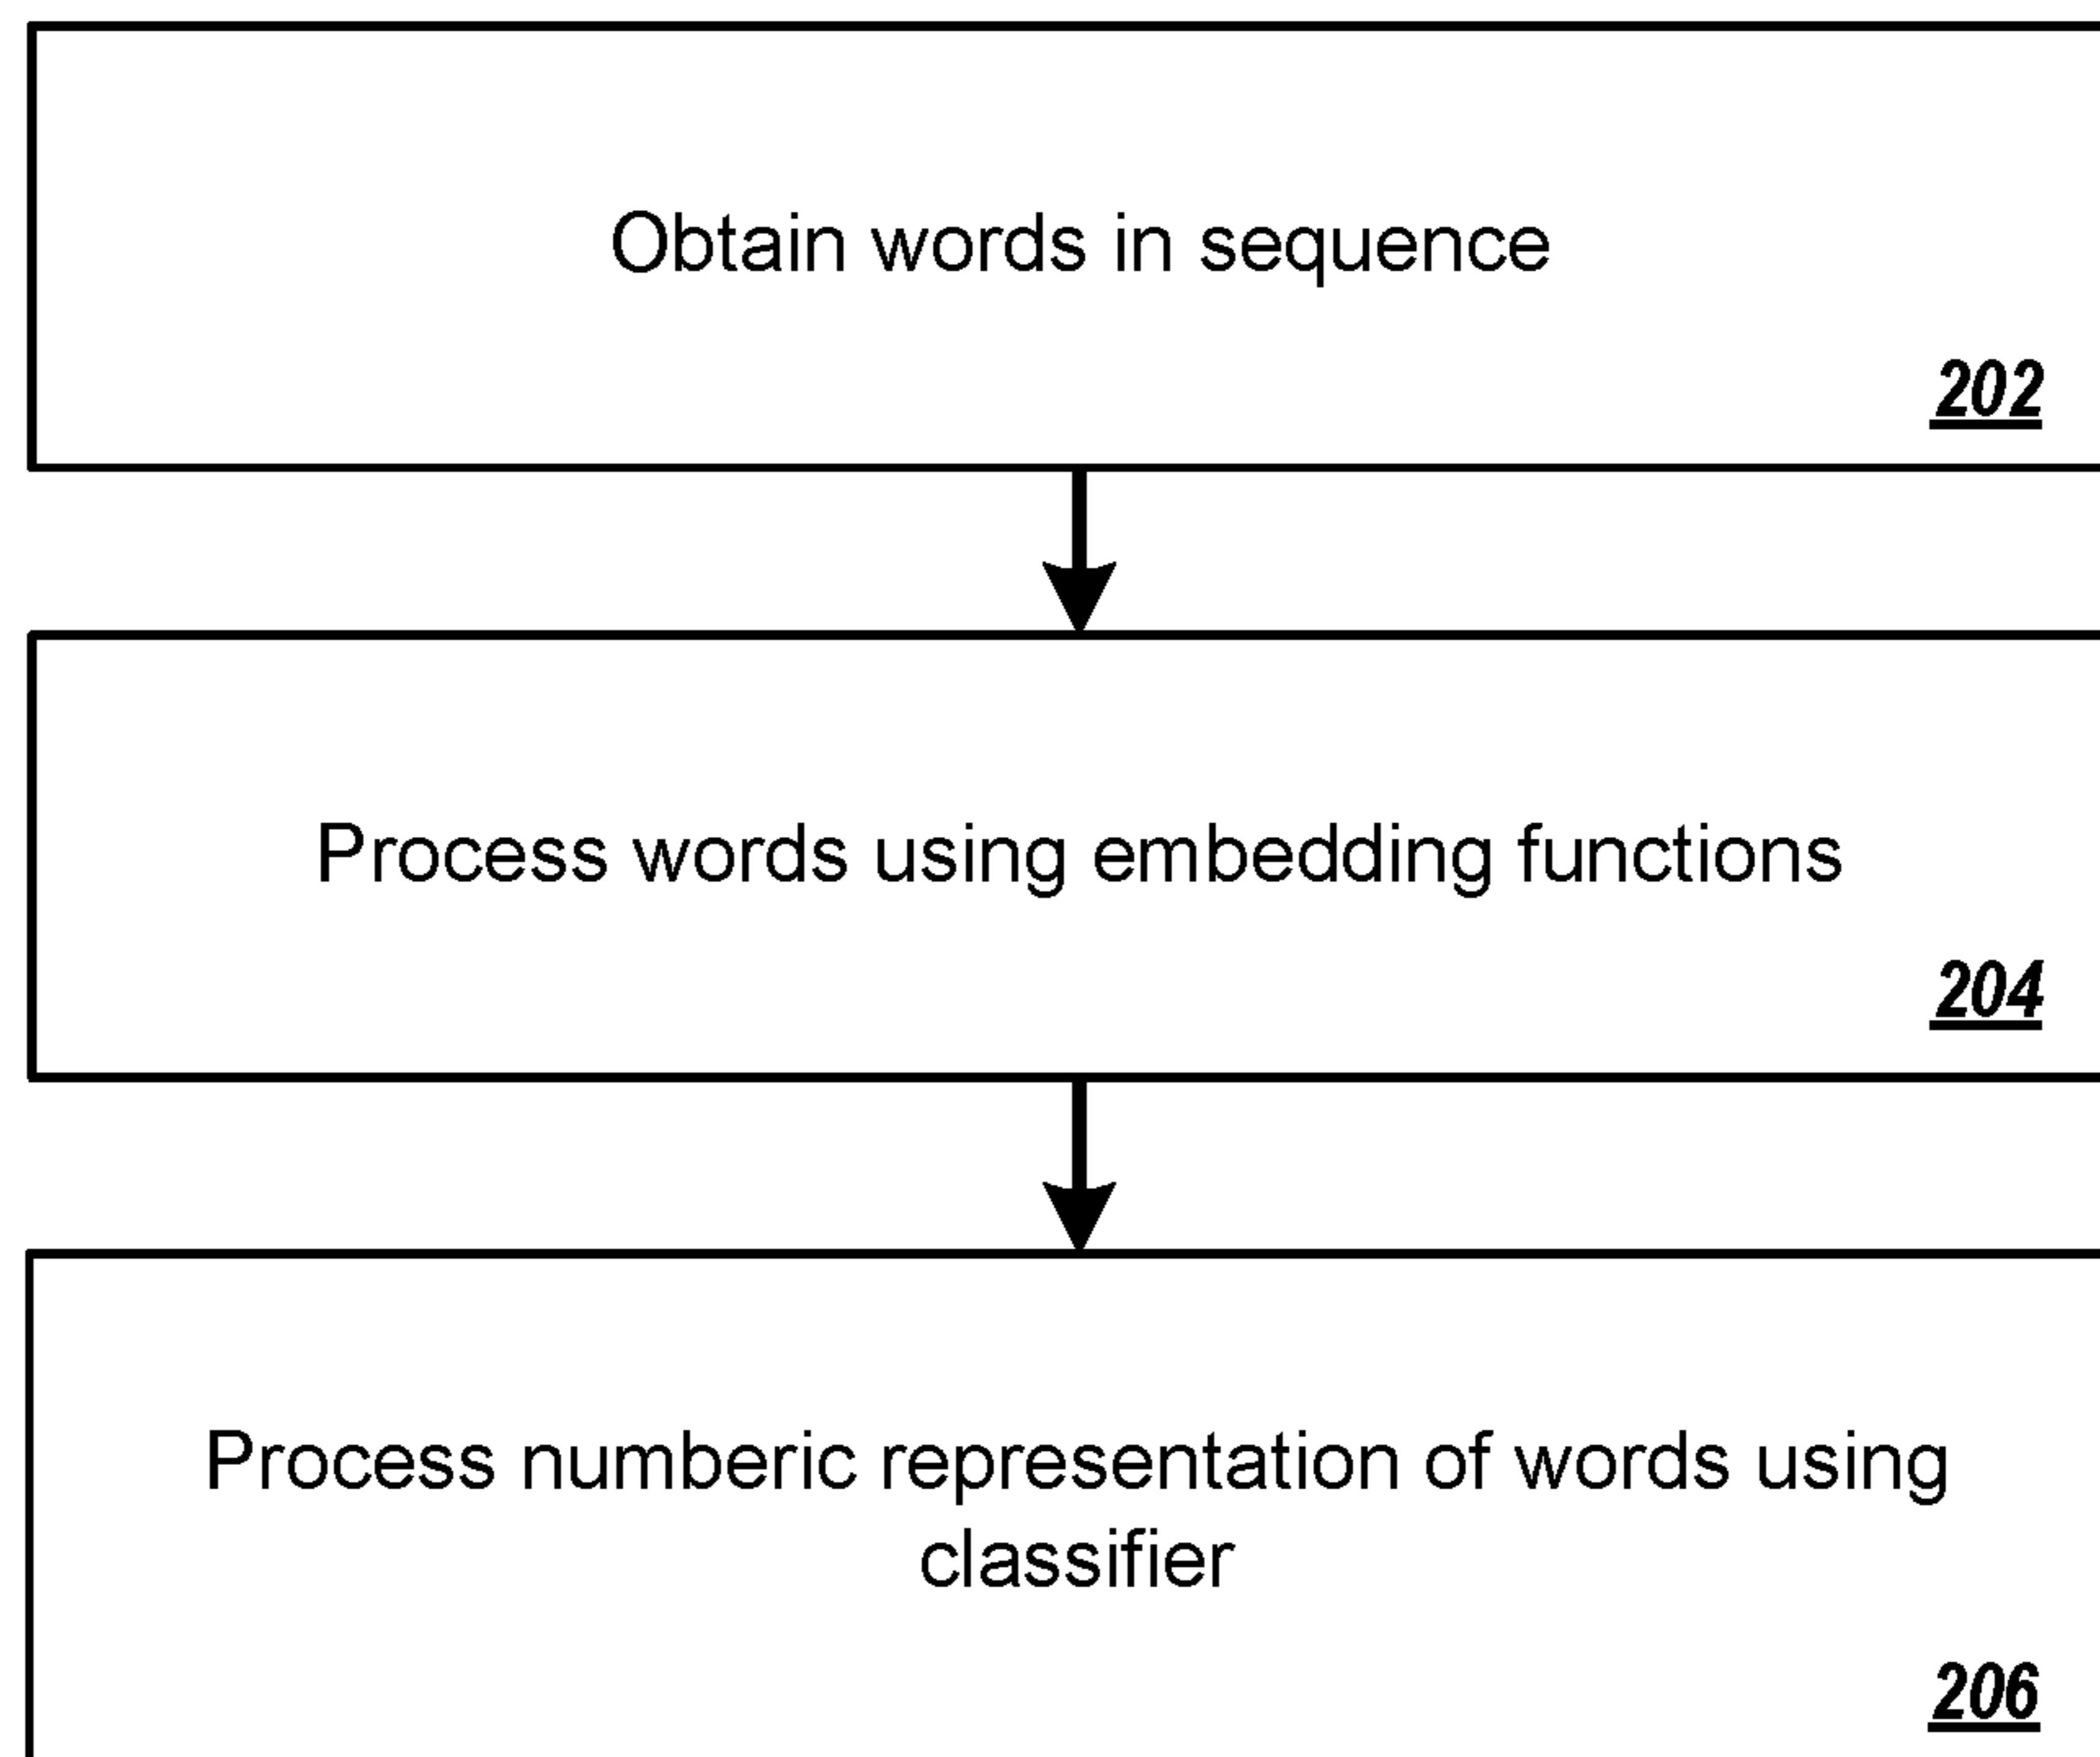 Obtain words in sequence
202
Process words using embedding functions
204
Process numberic representation of words using
classifier
206